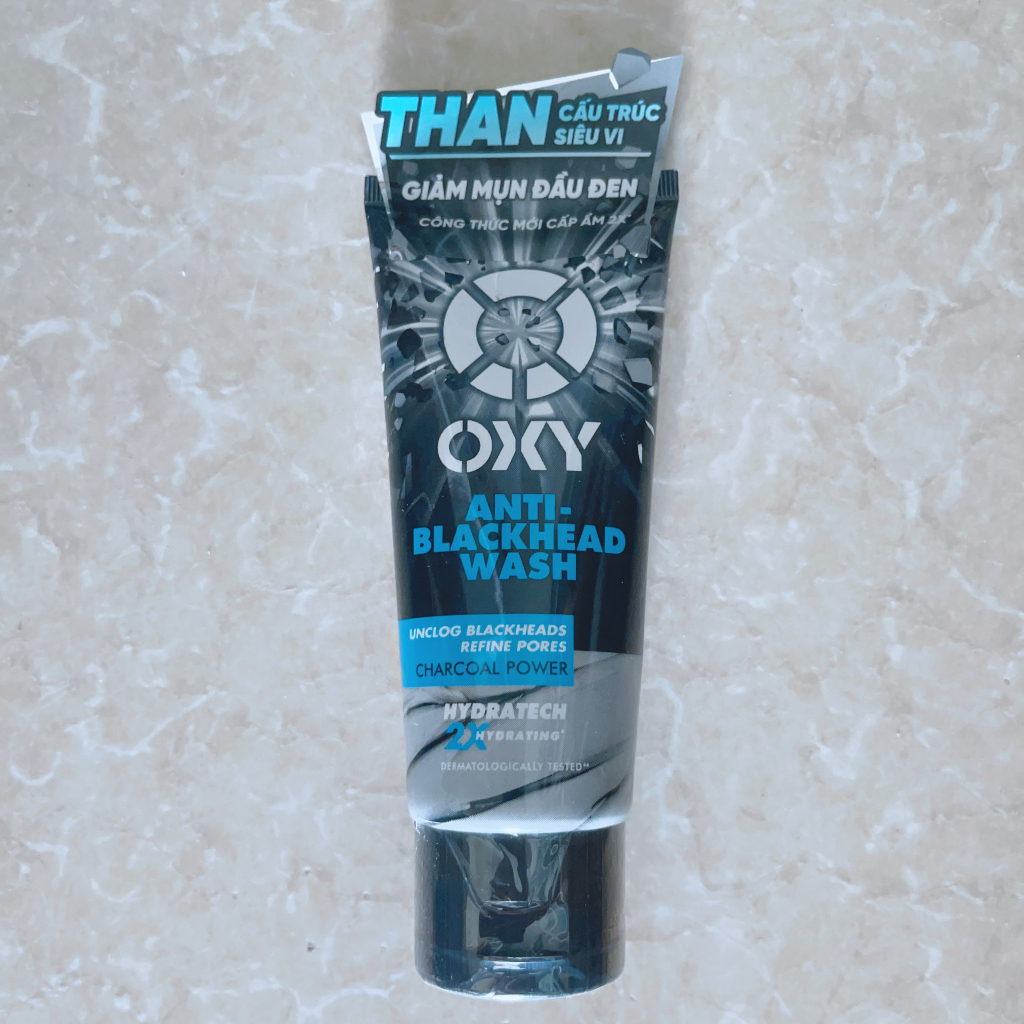 THAN CẤU TRÚC
SIÊU VI
GIẢM MỤN ĐẦU ĐEN
CÔNG THỨC MỚI CẤP ẨM 2X*
OXY
ANTI-
BLACKHEAD
WASH
UNCLOG BLACKHEADS
REFINE PORES
CHARCOAL POWER
HYDRATECH
2X HYDRATING*
DERMATOLOGICALLY TESTED**